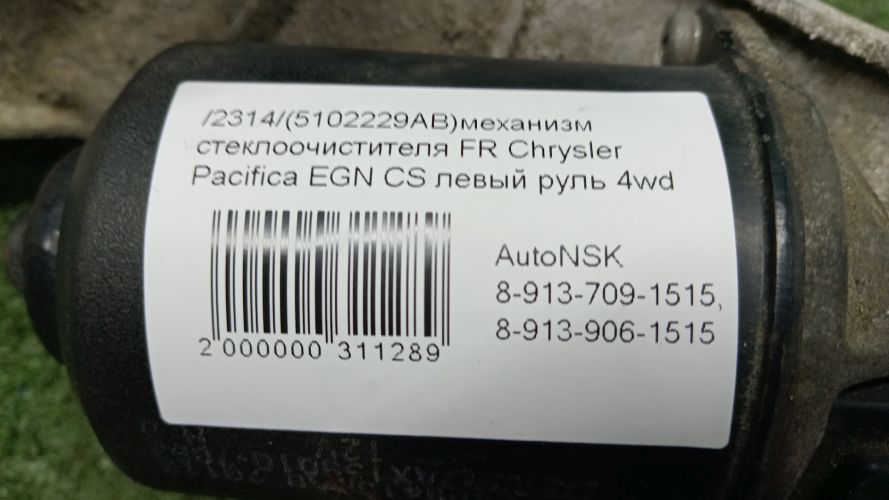 /2314/(5102229AB)механизм
стеклоочистителя FR Chrysler
Pacifica EGN CS левый руль 4wd
AutoNSK
8-913-709-1515,
8-913-906-1515
2 000000 311289